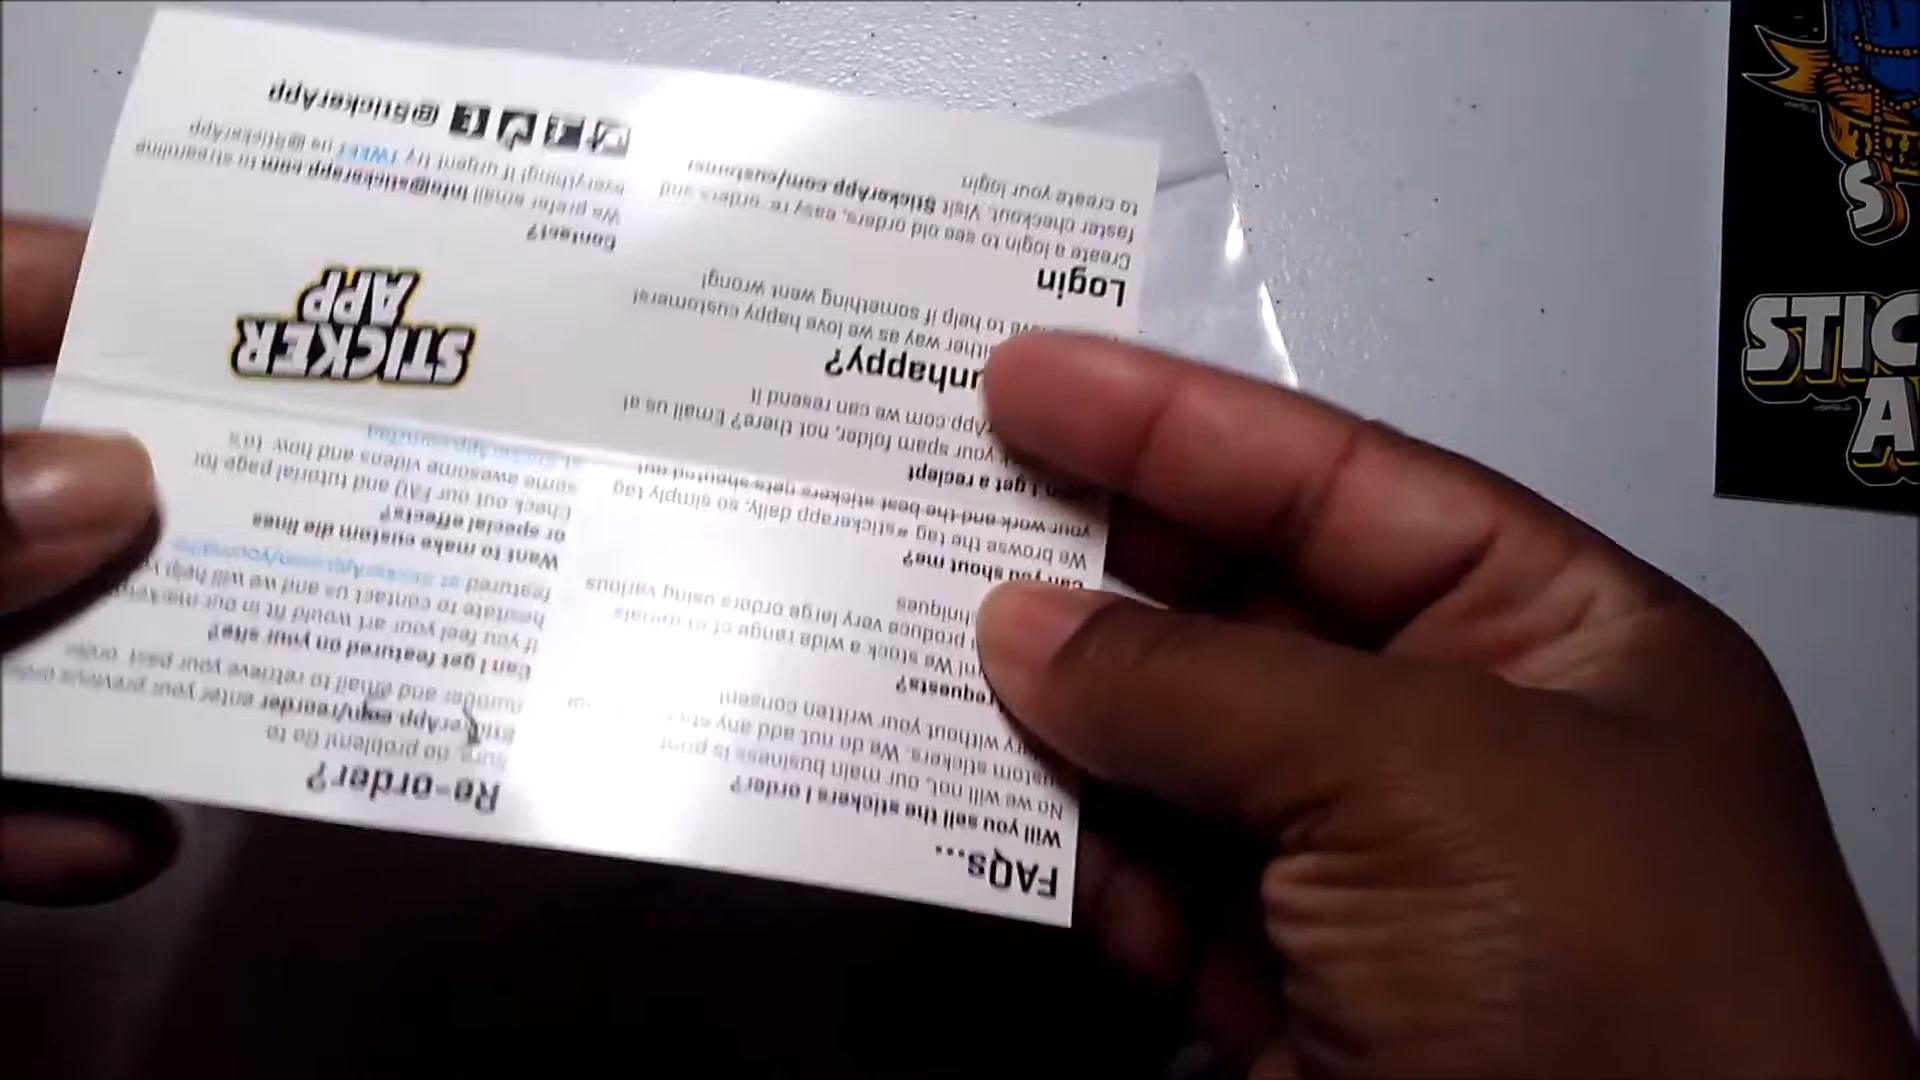 FAQs...
Will you sell the stickers I order?
No we will not, our main business is print
custom stickers. We do not add any
without your written consent
requests?
We stock a wide range of
produce very large orders using various
can you shout me?
We browse the tag #stickerapp daily, so simply tag
your work and the best stickers gets shouted out
I get a reciept
your spam folder, not there? Email us at
App.com we can resend it
unhappy?
way as we love happy customers!
to help if something went wrong!
Login
Create a login to see old orders, easy re-orders and
faster checkout. Visit StickerApp.com/customer
to create your login
Re-order?
Sure, no problem! Go to
enter your previous
number and email to retrieve your past
Can I get featured on your site?
If you feel your art would fit in our
hesitate to contact us and we will help
featured at
Want to make custom die lines
or special effects?
Check out our FAQ and tutorial page for
some awesome videos and how to's
STICKER
APP
Contact?
We prefer email info@stickerapp.com to streamline
everything! If urgent try TWEET us @StickerApp
@StickerApp
STIC
A